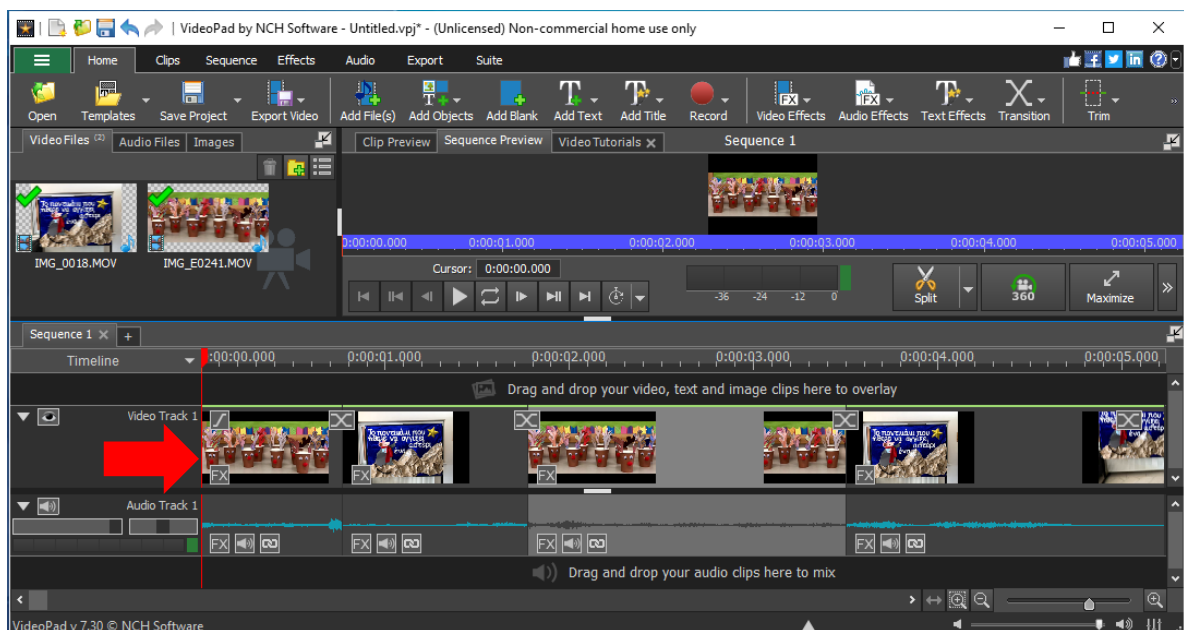 VideoPad by NCH Software - Untitled.vpj* - (Unlicensed) Non-commercial home use only
Home Clips Sequence Effects Audio Export Suite
Open Templates Save Project Export Video Add File(s) Add Objects Add Blank Add Text Add Title Record Video Effects Audio Effects Text Effects Transition Trim
Video Files (2) Audio Files Images
Clip Preview Sequence Preview Video Tutorials Sequence 1
IMG_0018.MOV IMG_E0241.MOV
0:00:00.000 0:00:01.000 0:00:02.000 0:00:03.000 0:00:04.000 0:00:05.000
Cursor: 0:00:00.000
-36 -24 -12 0
Split 360 Maximize
Sequence 1
Timeline :00:00.000 0:00:01.000 0:00:02.000 0:00:03.000 0:00:04.000 0:00:05.000
Drag and drop your video, text and image clips here to overlay
Video Track 1
FX FX FX FX
Audio Track 1
FX FX FX FX
Drag and drop your audio clips here to mix
VideoPad v 7.30 © NCH Software